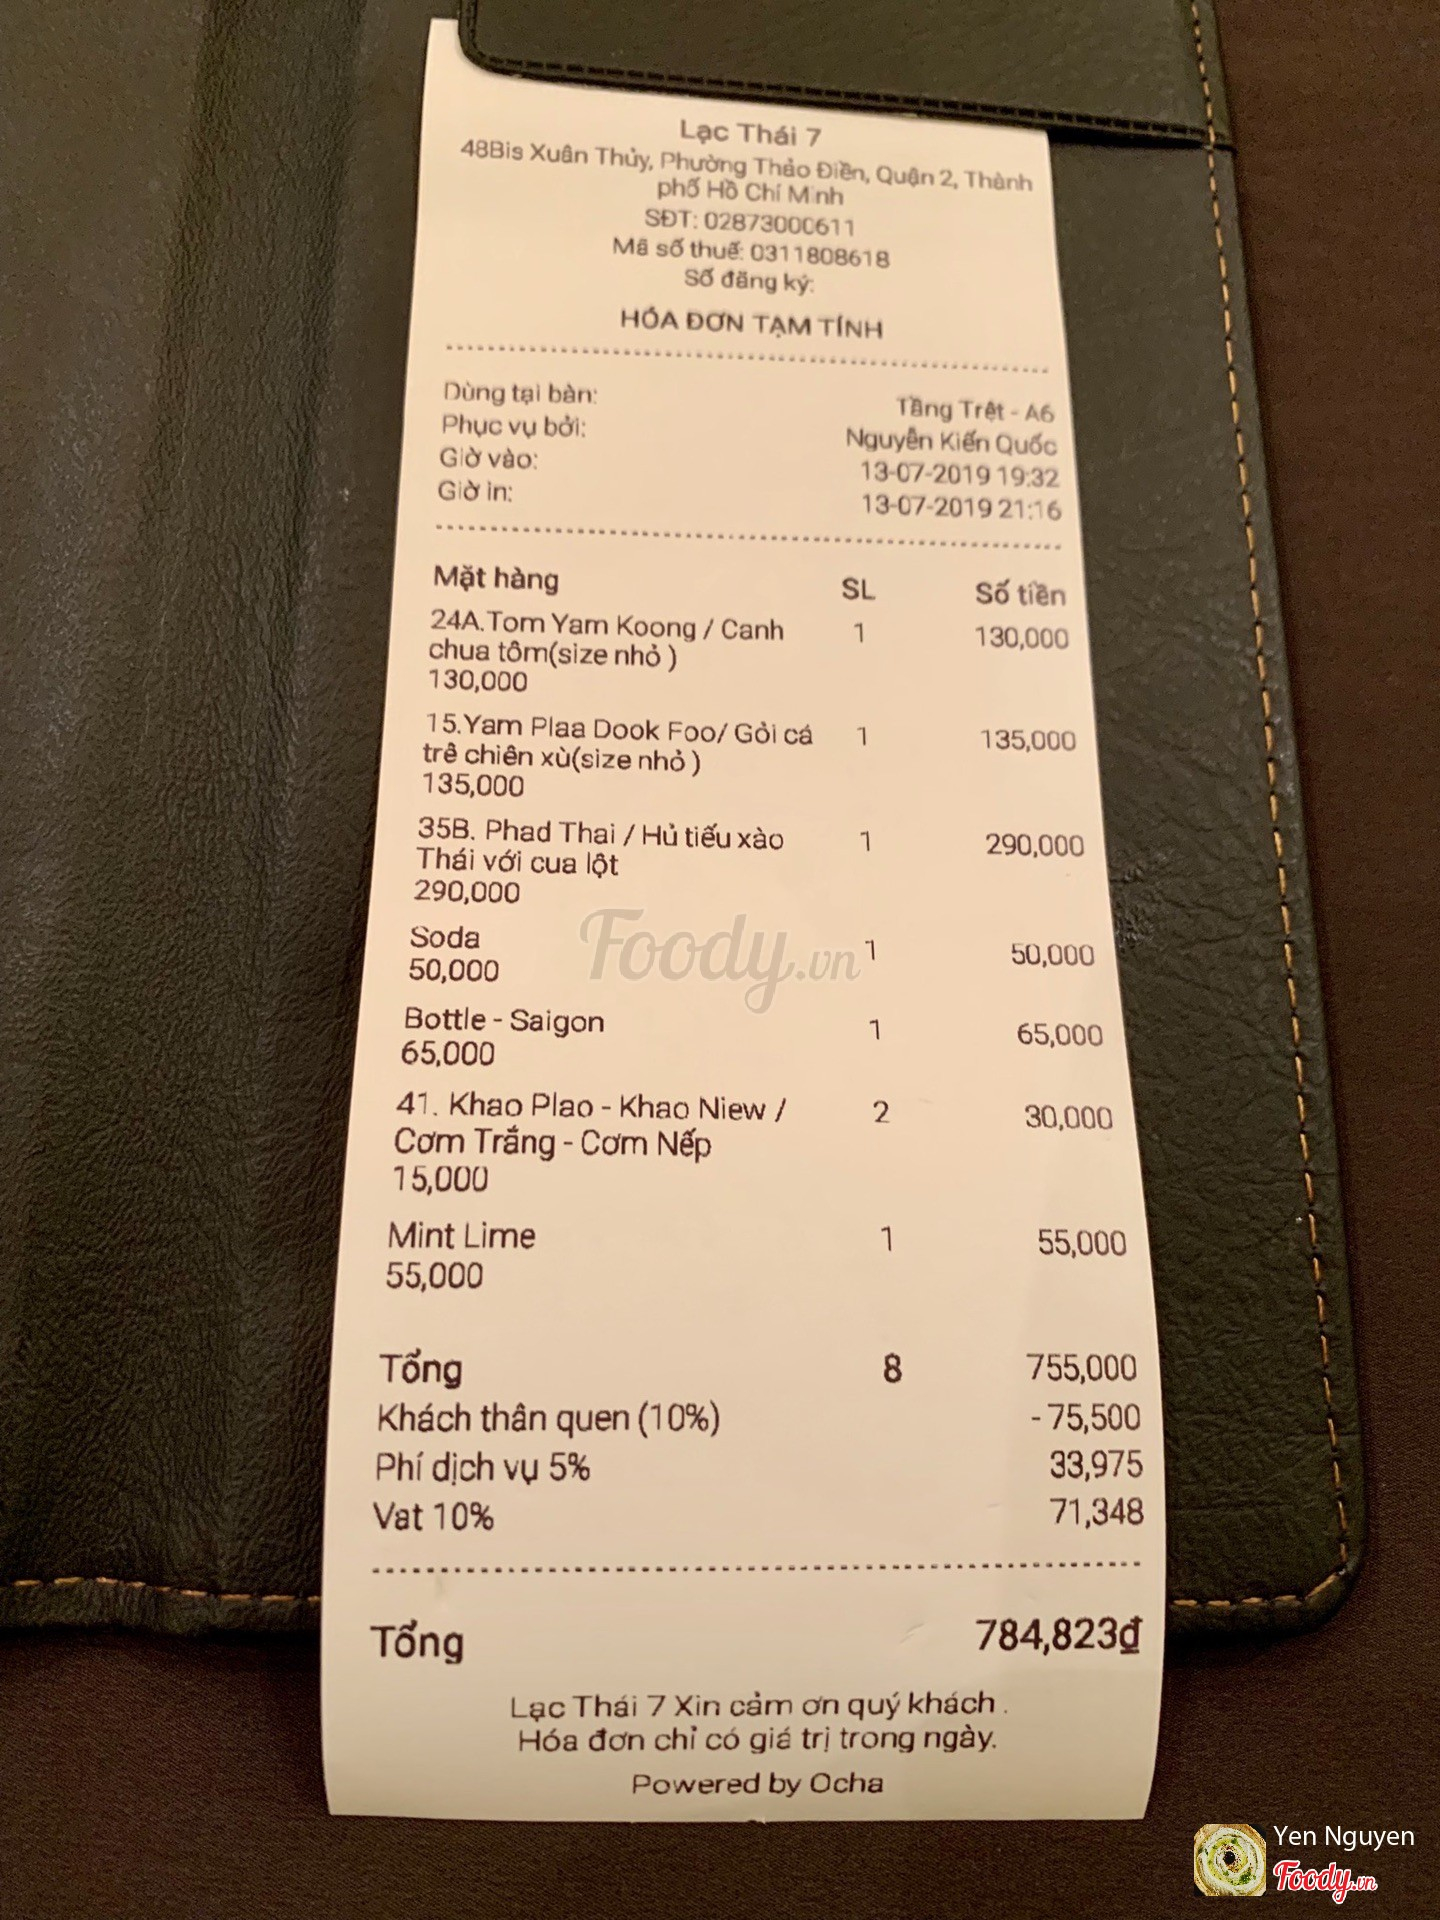 Lạc Thái 7
48Bis Xuân Thủy, Phường Thảo Điền, Quận 2, Thành
phố Hồ Chí Minh
SĐT: 02873000611
Mã số thuế: 0311808618
Số đăng ký:
HÓA ĐƠN TẠM TÍNH
Dùng tại bàn: Tầng Trệt - A6
Phục vụ bởi: Nguyễn Kiến Quốc
Giờ vào: 13-07-2019 19:32
Giờ in: 13-07-2019 21:16
Mặt hàng SL Số tiền
24A.Tom Yam Koong / Canh 1 130,000
chua tôm(size nhỏ )
130,000
15.Yam Plaa Dook Foo/ Gỏi cá 1 135,000
trê chiên xù(size nhỏ )
135,000
35B. Phad Thai / Hủ tiếu xào 1 290,000
Thái với cua lột
290,000
Soda 1 50,000
50,000
Foody.vn
Bottle - Saigon 1 65,000
65,000
41. Khao Plao - Khao Niew / 2 30,000
Cơm Trắng - Cơm Nếp
15,000
Mint Lime 1 55,000
55,000
Tổng 8 755,000
Khách thân quen (10%) - 75,500
Phí dịch vụ 5% 33,975
Vat 10% 71,348
Tổng 784,823₫
Lạc Thái 7 Xin cảm ơn quý khách .
Hóa đơn chỉ có giá trị trong ngày.
Powered by Ocha
Yen Nguyen
Foody.vn